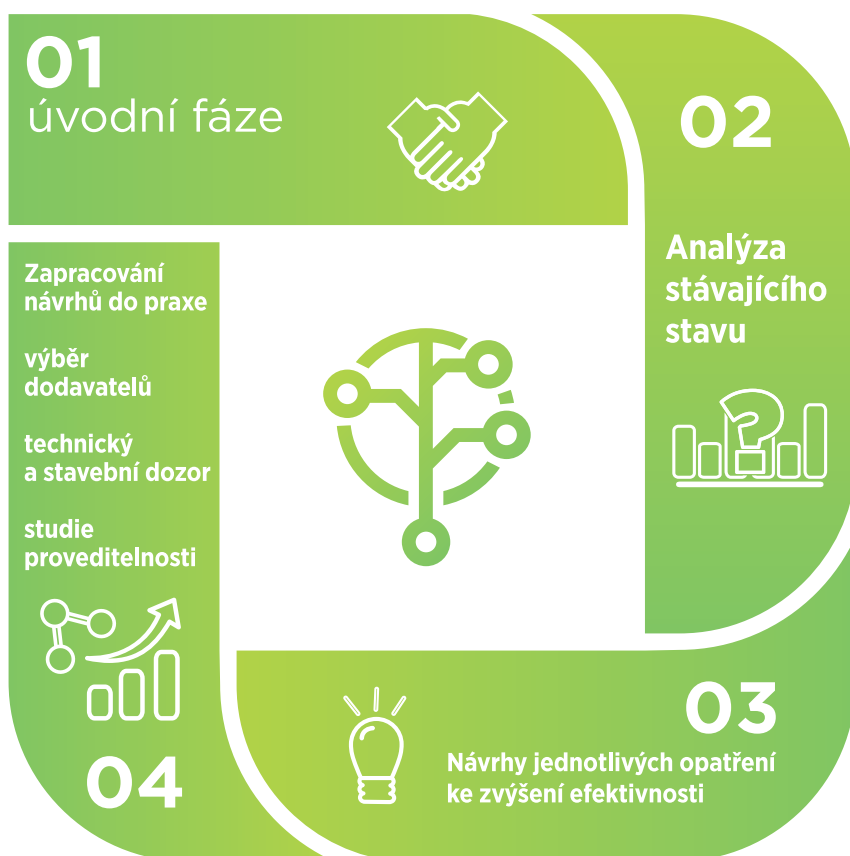 01
úvodní fáze
02
Analýza
stávajícího
stavu
03
Návrhy jednotlivých opatření
ke zvýšení efektivnosti
Zapracování
návrhů do praxe
výběr
dodavatelů
technický
a stavební dozor
studie
proveditelnosti
04